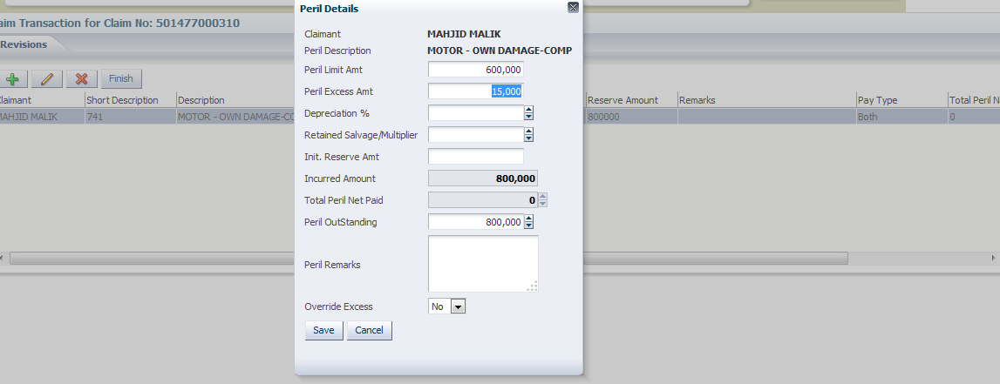 Peril Details
aim Transaction for Claim No: 501477000310
Revisions
Finish
Claimant Short Description Description Reserve Amount Remarks Pay Type Total Peril N
MAHJID MALIK 741 MOTOR - OWN DAMAGE-CO 800000 Both 0
Claimant MAHJID MALIK
Peril Description MOTOR - OWN DAMAGE-COMP
Peril Limit Amt 600,000
Peril Excess Amt 15,000
Depreciation %
Retained Salvage/Multiplier
Init. Reserve Amt
Incurred Amount 800,000
Total Peril Net Paid 0
Peril OutStanding 800,000
Peril Remarks
Override Excess No
Save Cancel